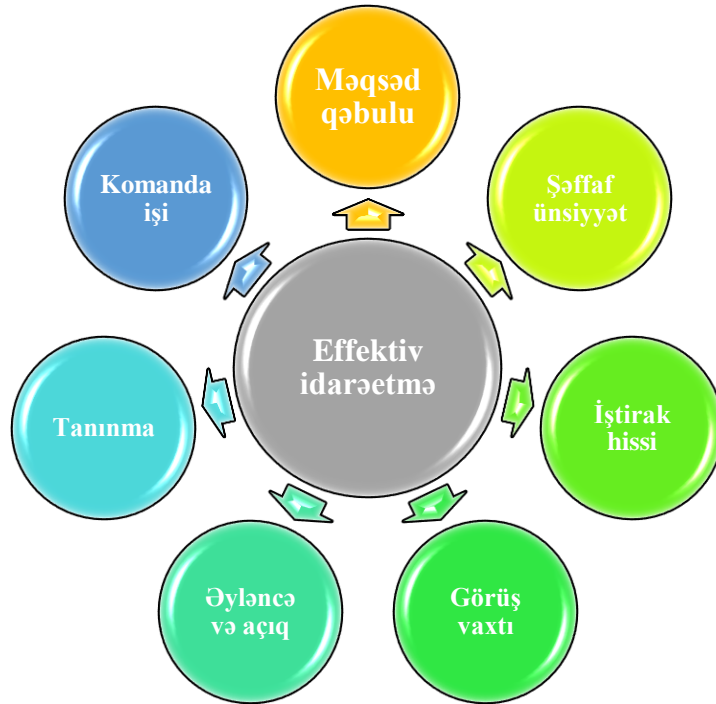 Məqsəd
qəbulu
Şəffaf
ünsiyyət
İştirak
hissi
Görüş
vaxtı
Əyləncə
və açıq
Tanınma
Komanda
işi
Effektiv
idarəetmə